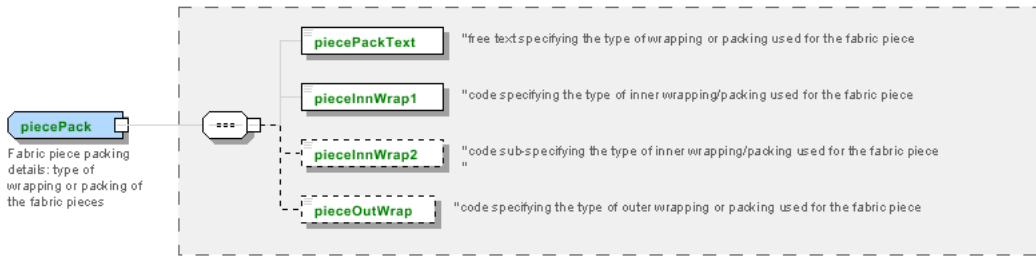 piecePackText
"free text specifying the type of wrapping or packing used for the fabric piece
pieceInnWrap1
"code specifying the type of inner wrapping/packing used for the fabric piece
piecePack
Fabric piece packing
details: type of
wrapping or packing of
the fabric pieces
pieceInnWrap2
"code sub-specifying the type of inner wrapping/packing used for the fabric piece
"
pieceOutWrap
"code specifying the type of outer wrapping or packing used for the fabric piece